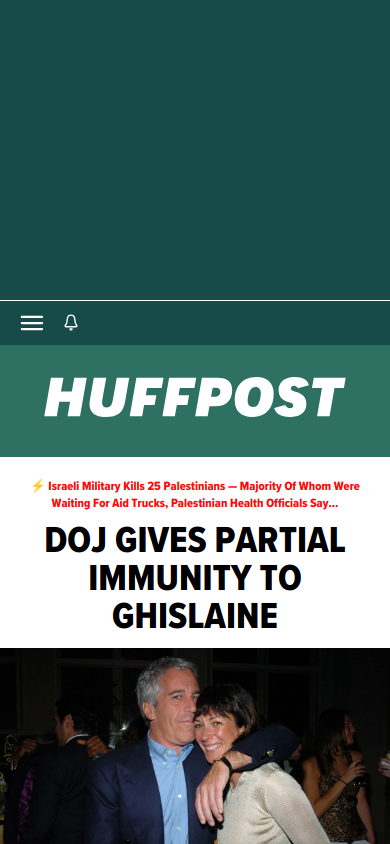 HUFFPOST
⚡ Israeli Military Kills 25 Palestinians — Majority Of Whom Were
Waiting For Aid Trucks, Palestinian Health Officials Say...
DOJ GIVES PARTIAL
IMMUNITY TO
GHISLAINE